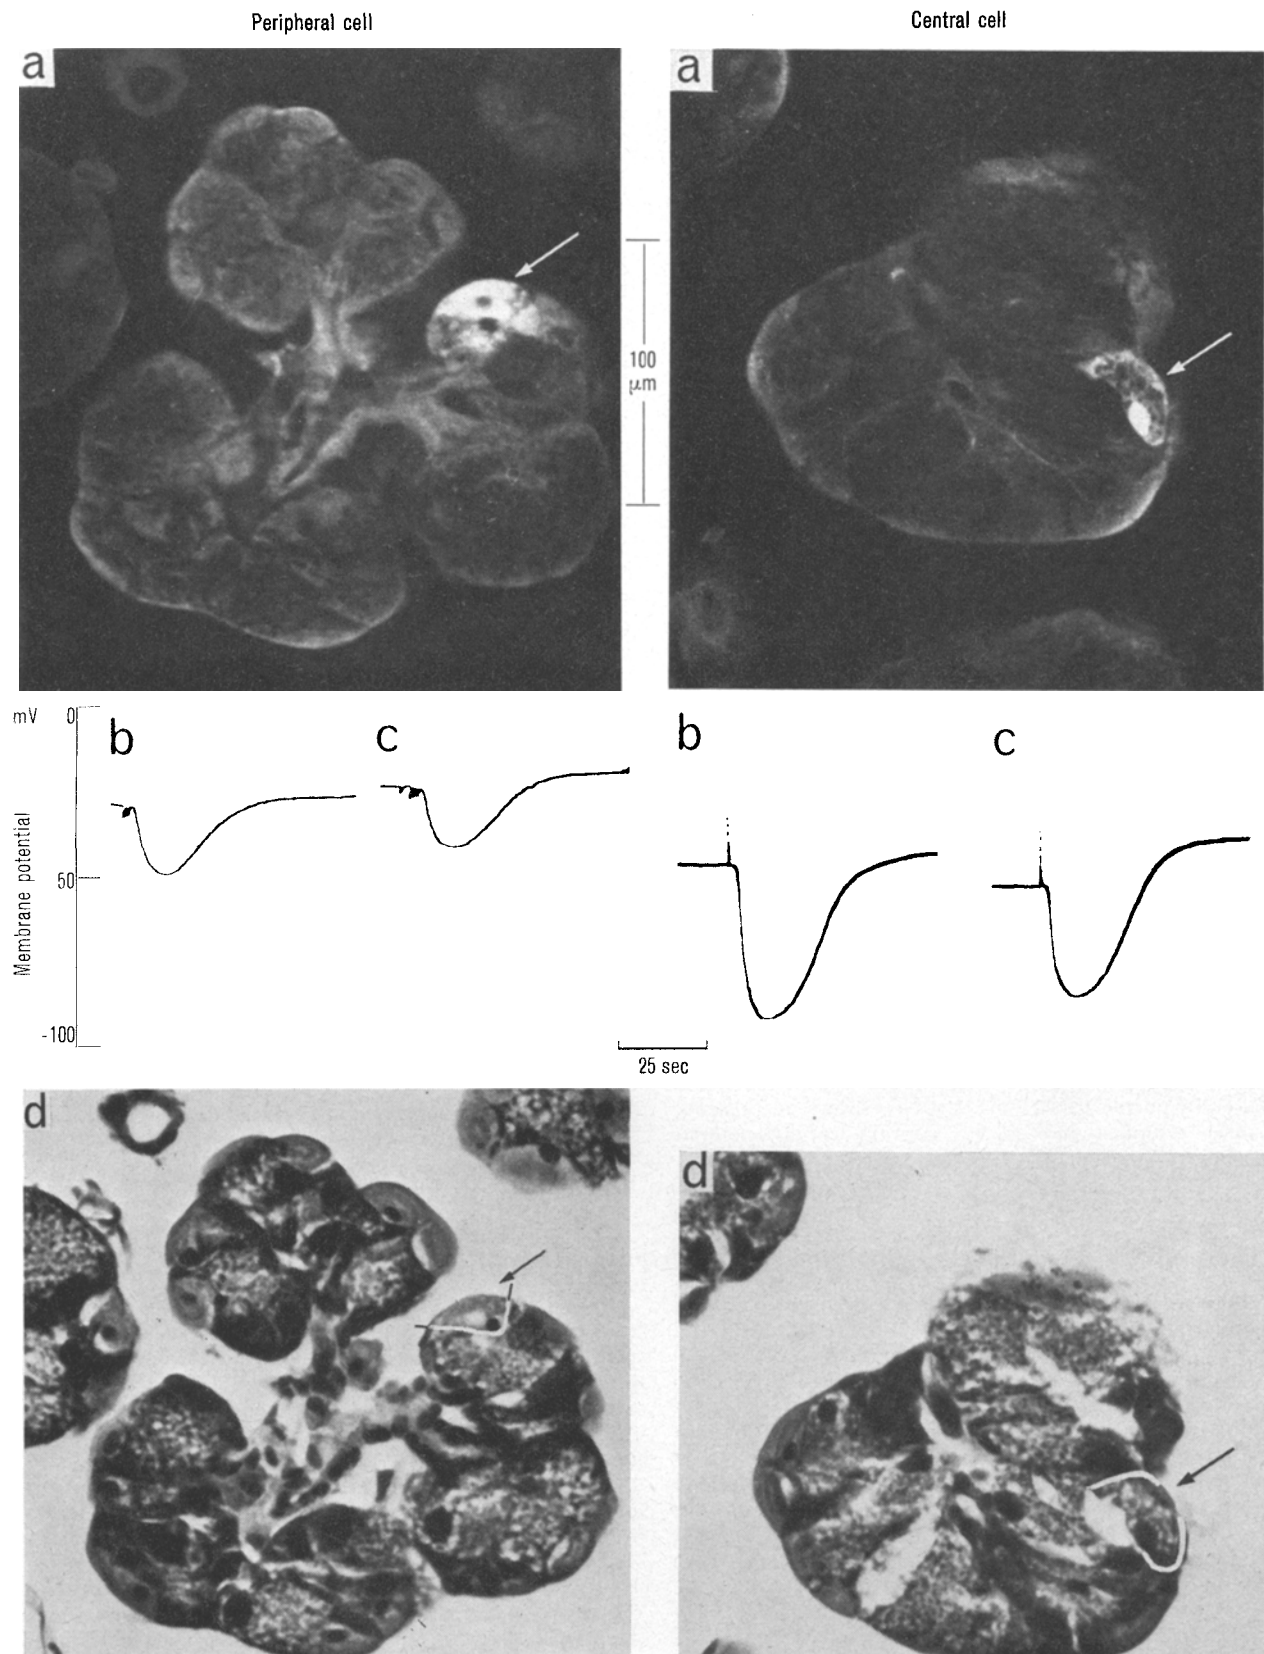 Peripheral cell
Central cell
a
a
100
μm
mV
0
b
c
b
c
50
Membrane potential
-100
25 sec
d
d